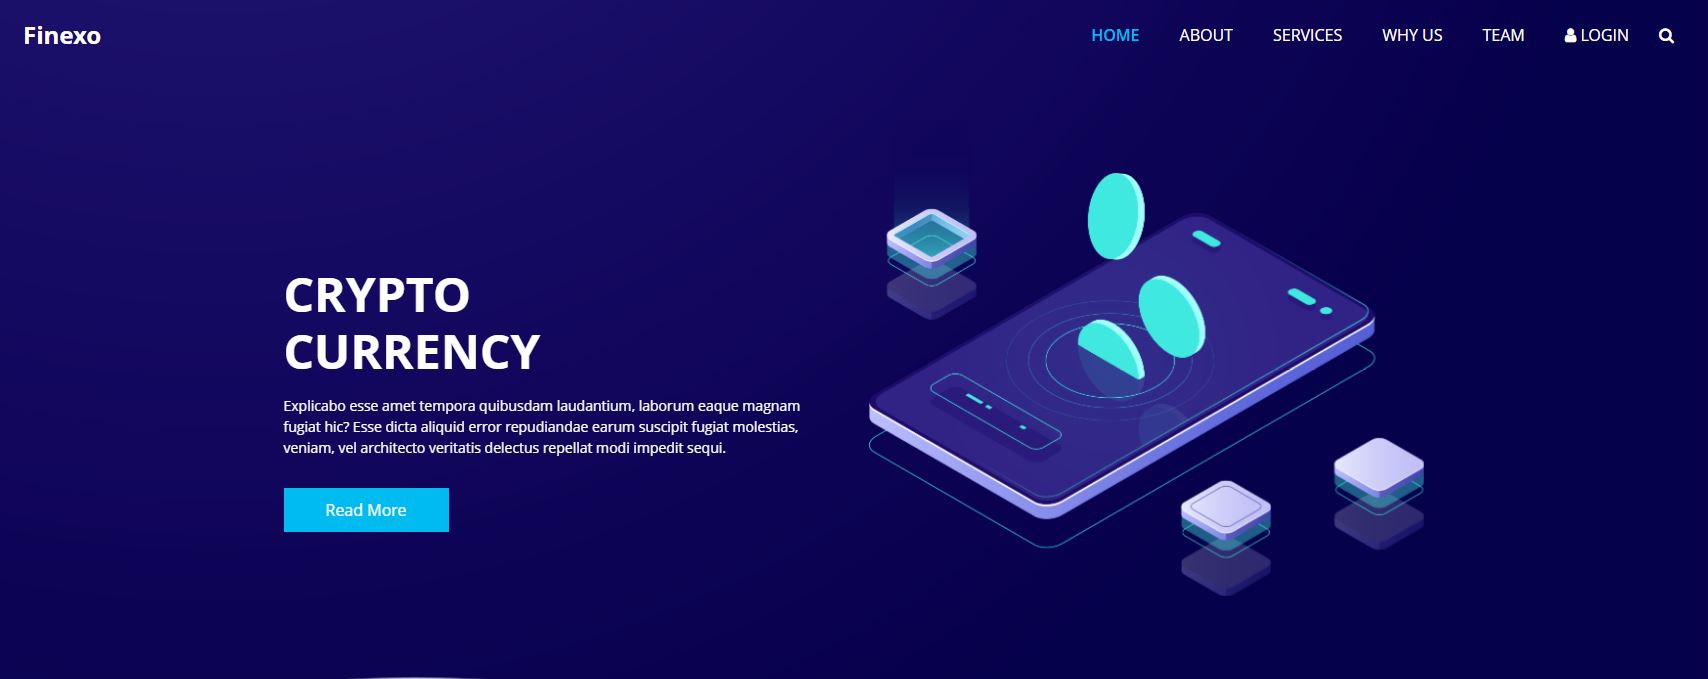 Finexo
HOME ABOUT SERVICES WHY US TEAM LOGIN
CRYPTO
CURRENCY
Explicabo esse amet tempora quibusdam laudantium, laborum eaque magnam
fugiat hic? Esse dicta aliquid error repudiandae earum suscipit fugiat molestias,
veniam, vel architecto veritatis delectus repellat modi impedit sequi.
Read More